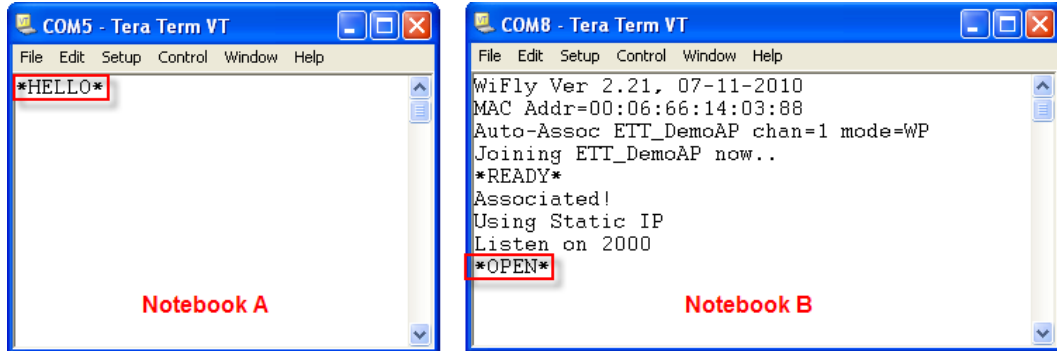 COM5 - Tera Term VT
File Edit Setup Control Window Help
*HELLO*
Notebook A
COM8 - Tera Term VT
File Edit Setup Control Window Help
WiFly Ver 2.21, 07-11-2010
MAC Addr=00:06:66:14:03:88
Auto-Assoc ETT_DemoAP chan=1 mode=WP
Joining ETT_DemoAP now..
*READY*
Associated!
Using Static IP
Listen on 2000
*OPEN*
Notebook B